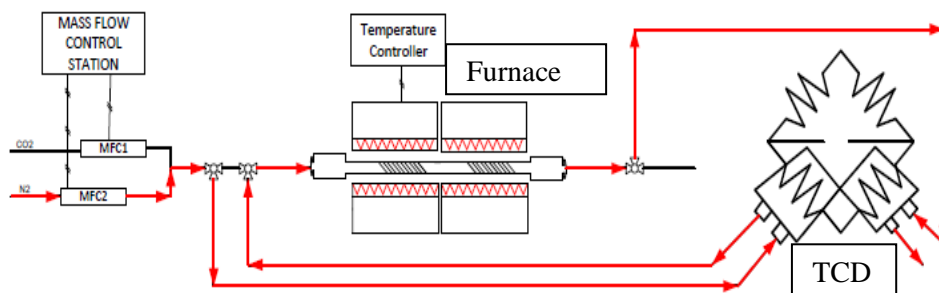 MASS FLOW
CONTROL
STATION
Temperature
Controller
Furnace
CO2
MFC1
N2
MFC2
TCD